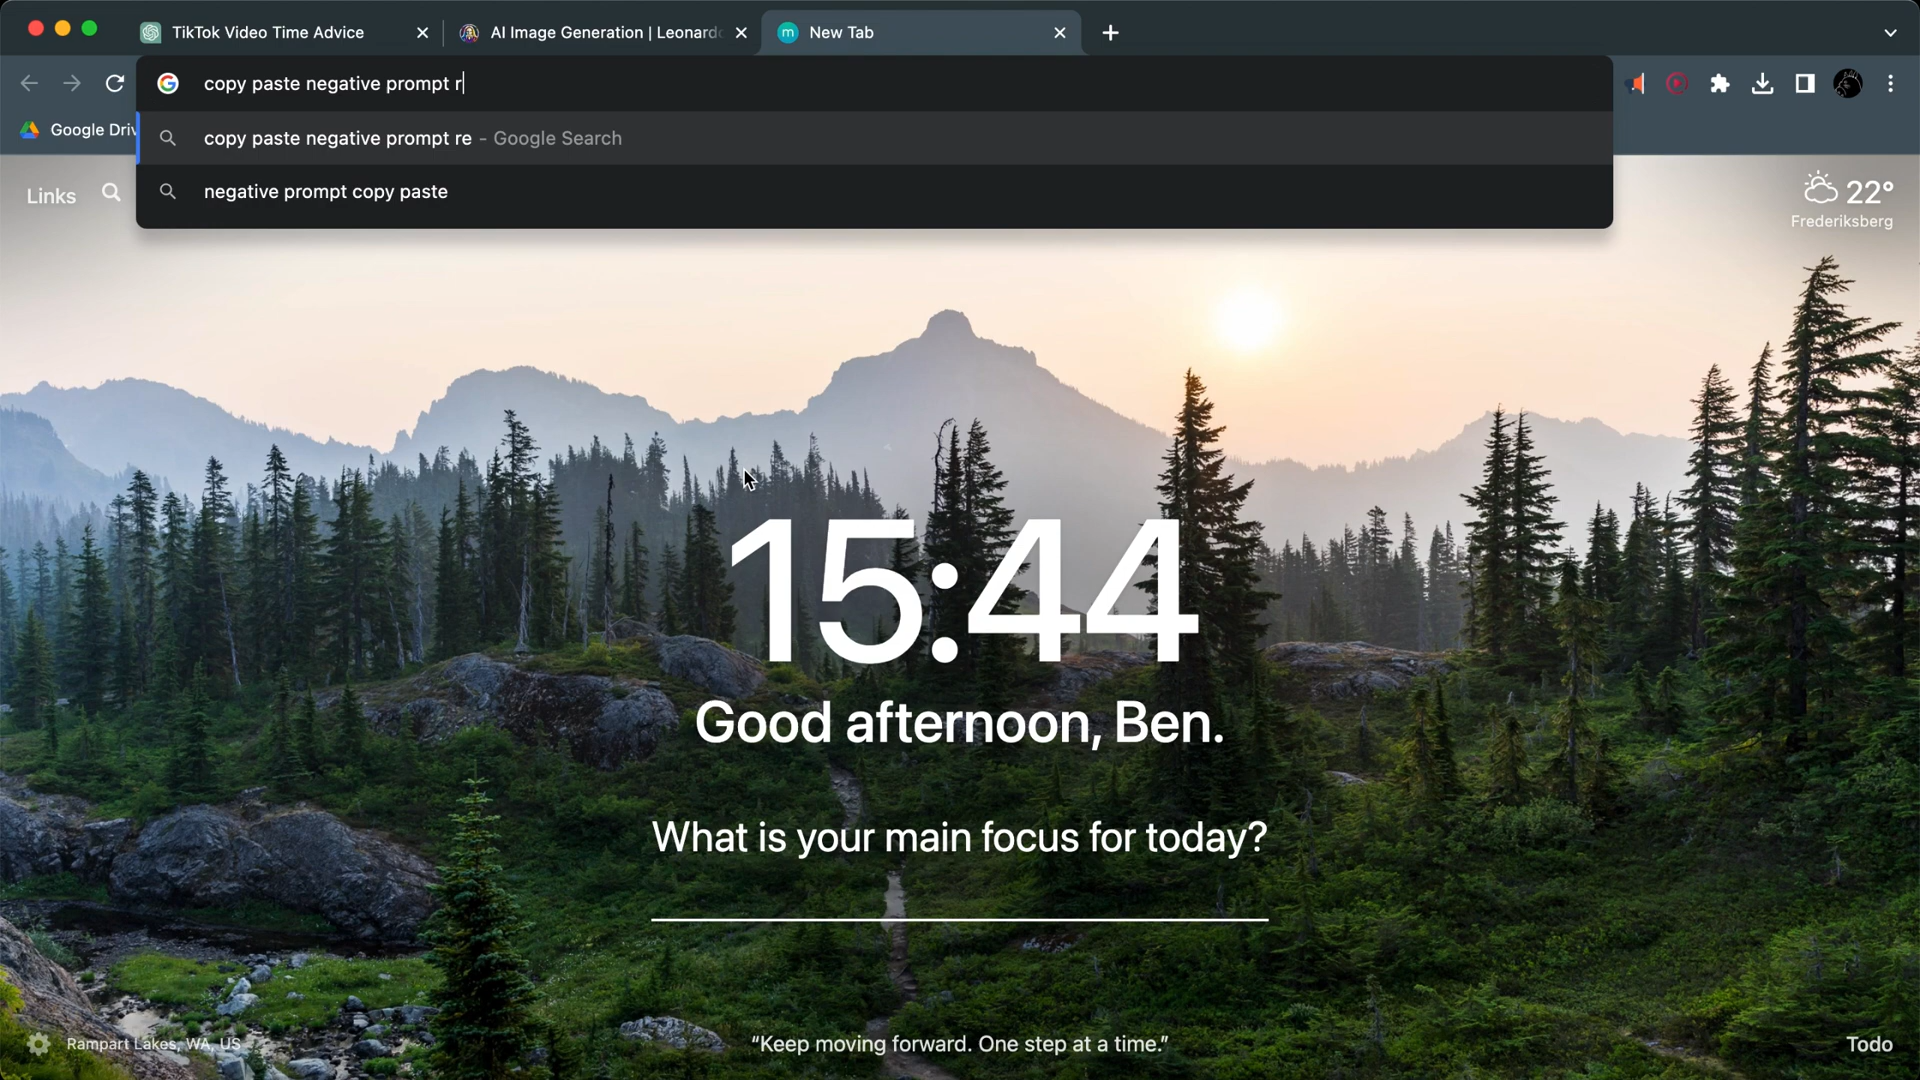 TikTok Video Time Advice
AI Image Generation | Leonardo
m New Tab
copy paste negative prompt r
Google Driv
copy paste negative prompt re - Google Search
negative prompt copy paste
Links
22°
Frederiksberg
15:44
Good afternoon, Ben.
What is your main focus for today?
Rampart Lakes, WA, US
"Keep moving forward. One step at a time."
Todo